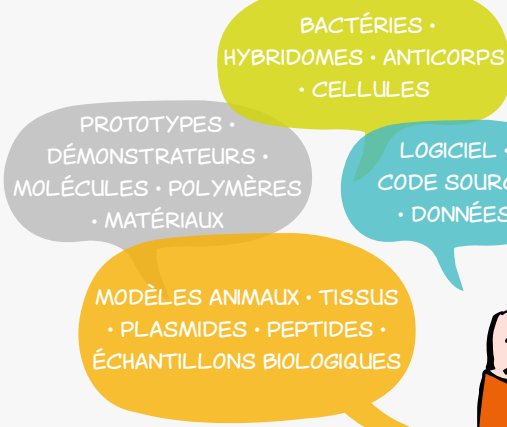 BACTÉRIES •
HYBRIDOMES • ANTICORPS
• CELLULES
PROTOTYPES •
DÉMONSTRATEURS •
MOLÉCULES • POLYMÈRES
• MATÉRIAUX
LOGICIEL •
CODE
• DONNÉES
MODÈLES ANIMAUX • TISSUS
• PLASMIDES • PEPTIDES •
ÉCHANTILLONS BIOLOGIQUES